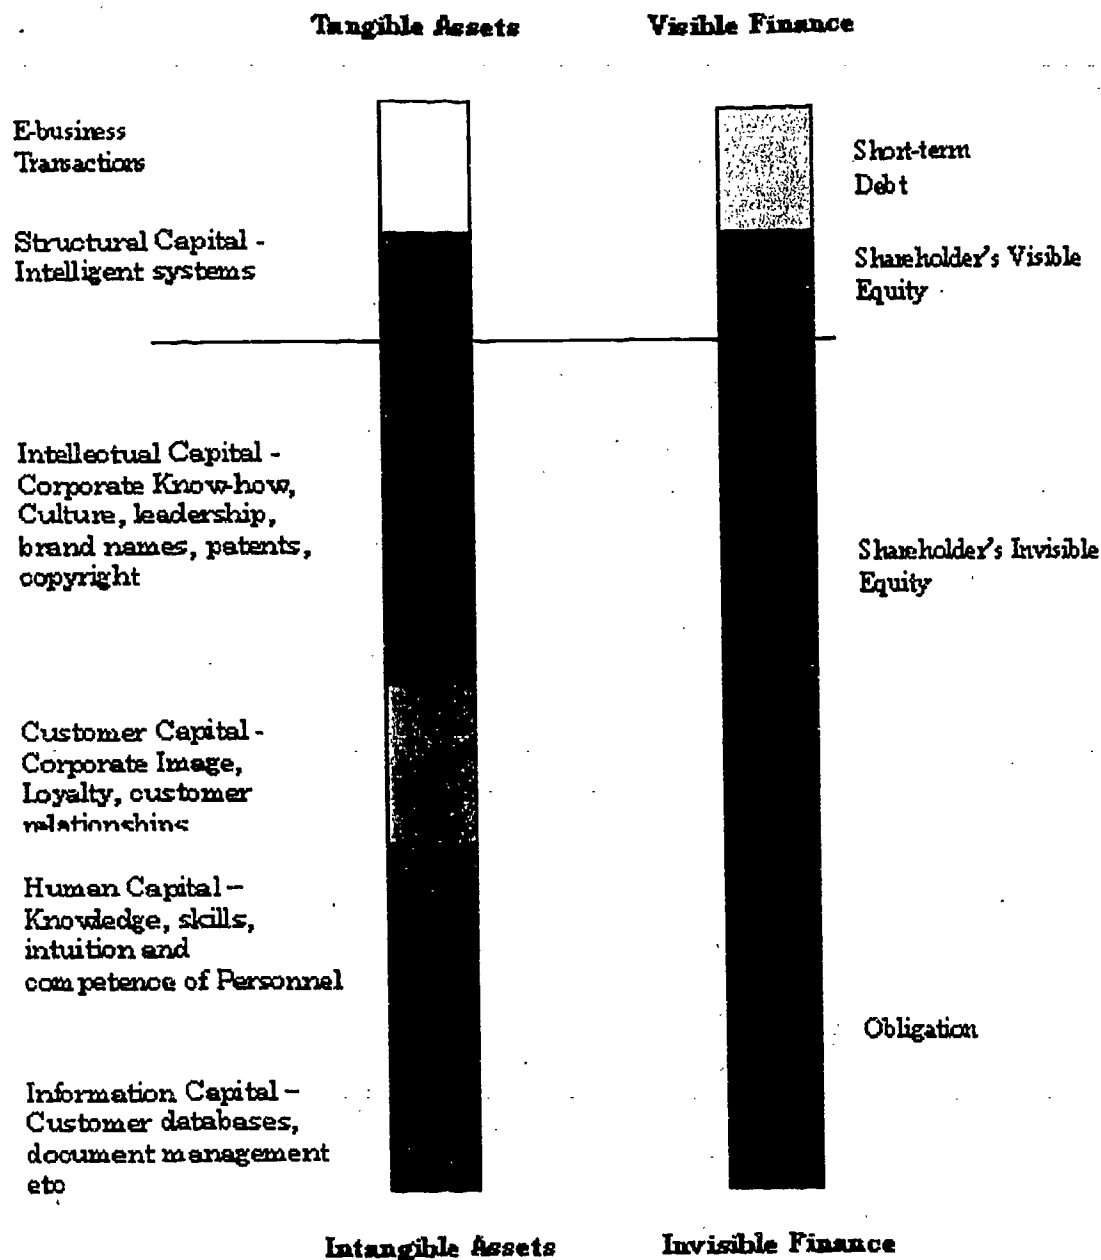 Tangible Assets
Visible Finance
E-business
Transactions
Short-term
Debt
Structural Capital -
Intelligent systems
Shareholder's Visible
Equity
Intellectual Capital -
Corporate Know-how,
Culture, leadership,
brand names, patents,
copyright
Shareholder's Invisible
Equity
Customer Capital -
Corporate Image,
Loyalty, customer
relationships
Human Capital –
Knowledge, skills,
intuition and
competence of Personnel
Obligation
Information Capital –
Customer databases,
document management
etc
Intangible Assets
Invisible Finance